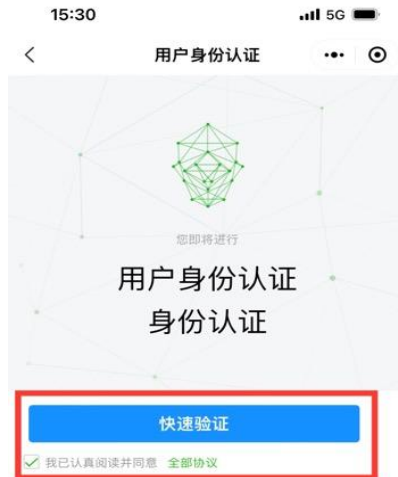 15:30 5G
用户身份认证
您即将进行
用户身份认证
身份认证
快速验证
我已认真阅读并同意 全部协议